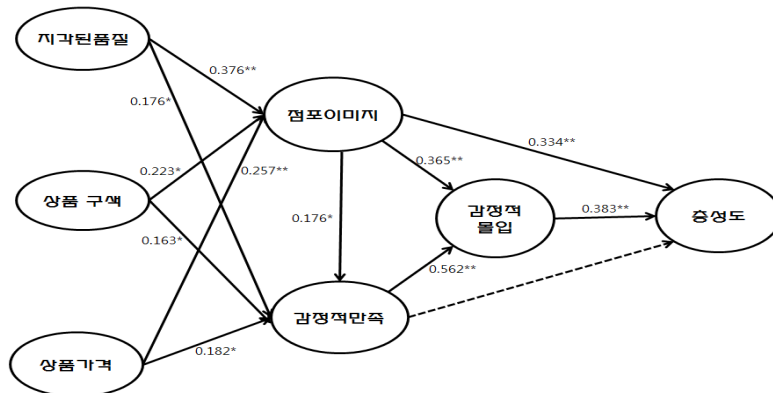 지각된품질
0.376**
0.176*
점포이미지
0.334**
0.223*
0.257**
0.365**
상품 구색
감정적
몰입
0.383**
충성도
0.163*
0.176*
0.562**
감정적만족
상품가격
0.182*